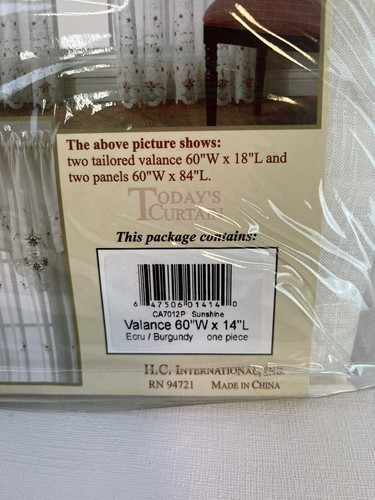 The above picture shows:
two tailored valance 60"W x 18"L and
two panels 60"W x 84"L.
TODAY'S
CURTAIN
This package contains:
6 47506 01414 0
CA7012P Sunshine
Valance 60"W x 14"L
Ecru / Burgundy one piece
H.C. INTERNATIONAL, INC.
RN 94721 MADE IN CHINA